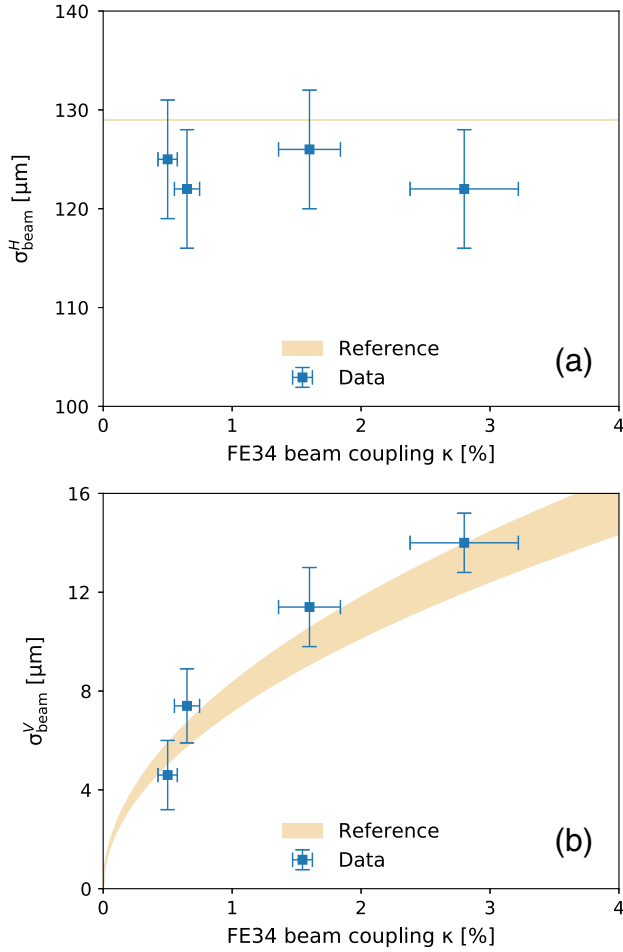 140
130
120
110
100
σ^H_beam [μm]
Reference
Data
(a)
0 1 2 3 4
FE34 beam coupling κ [%]
16
12
8
4
0
σ^V_beam [μm]
Reference
Data
(b)
0 1 2 3 4
FE34 beam coupling κ [%]